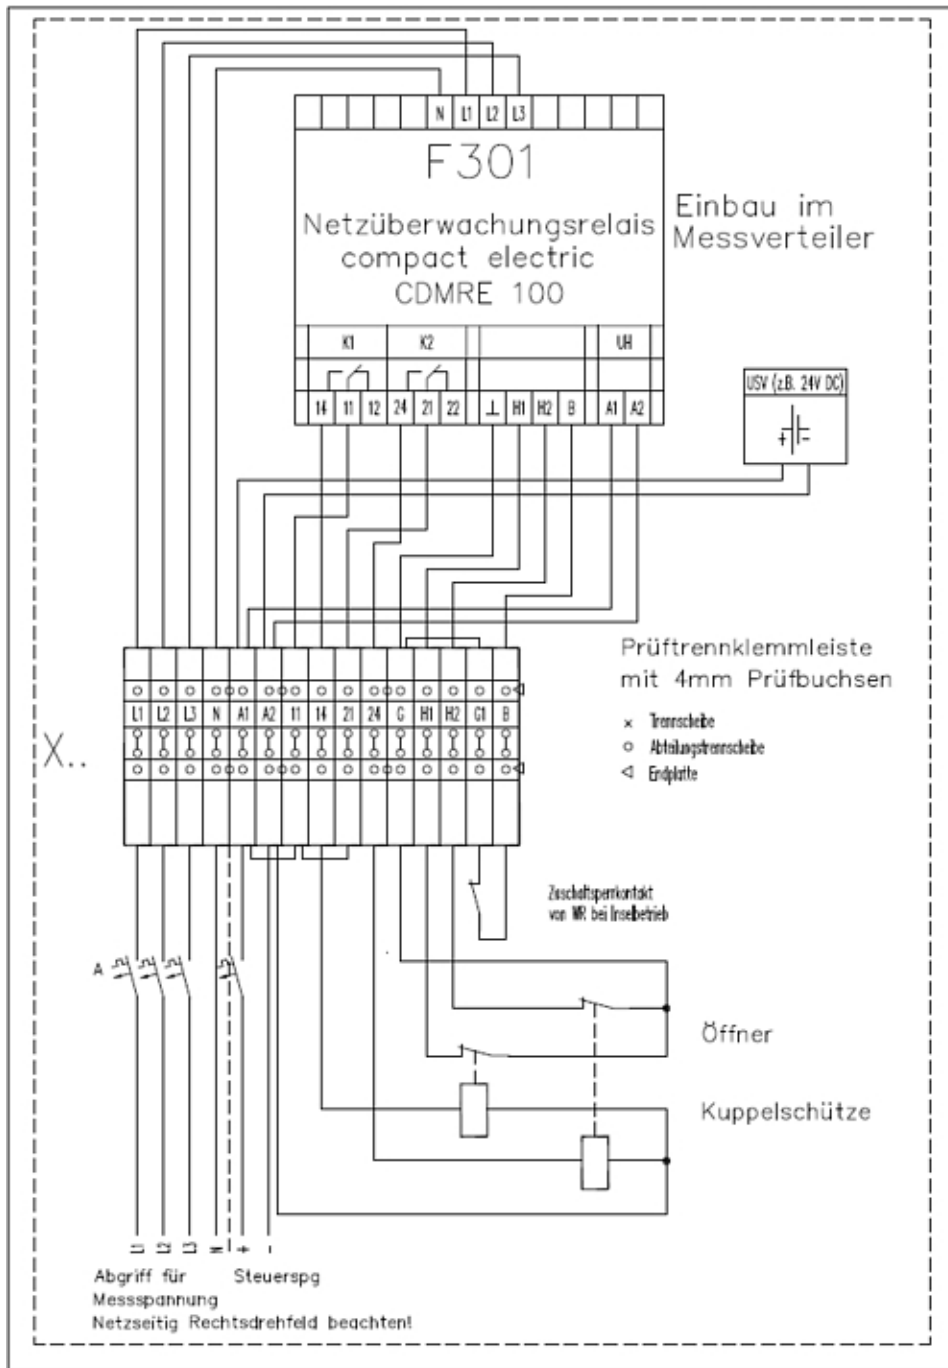 N L1 L2 L3
F301
Netzüberwachungsrelais
compact electric
CDMRE 100
Einbau im
Messverteiler
K1 K2 UH
14 11 12 24 21 22 ⊥ H1 H2 B A1 A2
USV (z.B. 24V DC)
+ -
Prüftrennklemmleiste
mit 4mm Prüfbuchsen
x Trennscheibe
o Abteilungstrennscheibe
◁ Endplatte
X..
L1 L2 L3 N A1 A2 11 14 21 24 G H1 H2 G1 B
Zuschaltsperrkontakt
von WR bei Inselbetrieb
A
Öffner
Kuppelschütze
L1 L2 L3 N + -
Abgriff für Steuerspg
Messspannung
Netzseitig Rechtsdrehfeld beachten!